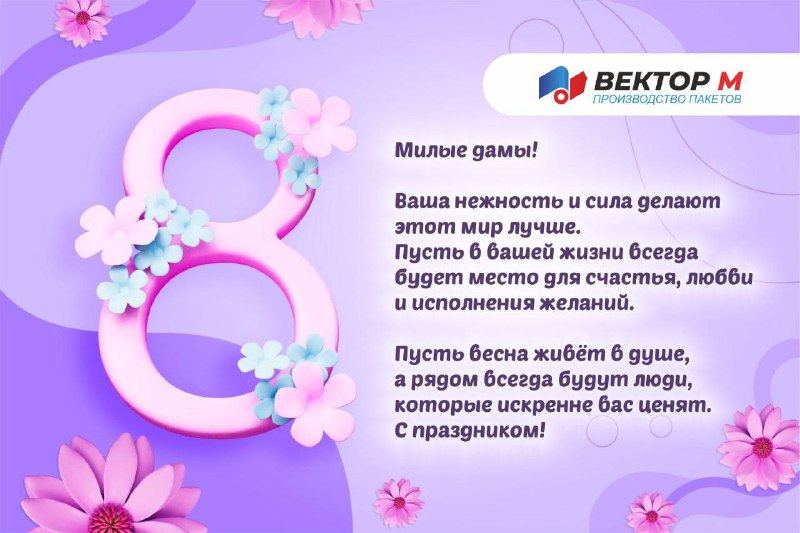 ВЕКТОР М
ПРОИЗВОДСТВО ПАКЕТОВ
8
Милые дамы!
Ваша нежность и сила делают
этот мир лучше.
Пусть в вашей жизни всегда
будет место для счастья, любви
и исполнения желаний.
Пусть весна живёт в душе,
а рядом всегда будут люди,
которые искренне вас ценят.
С праздником!